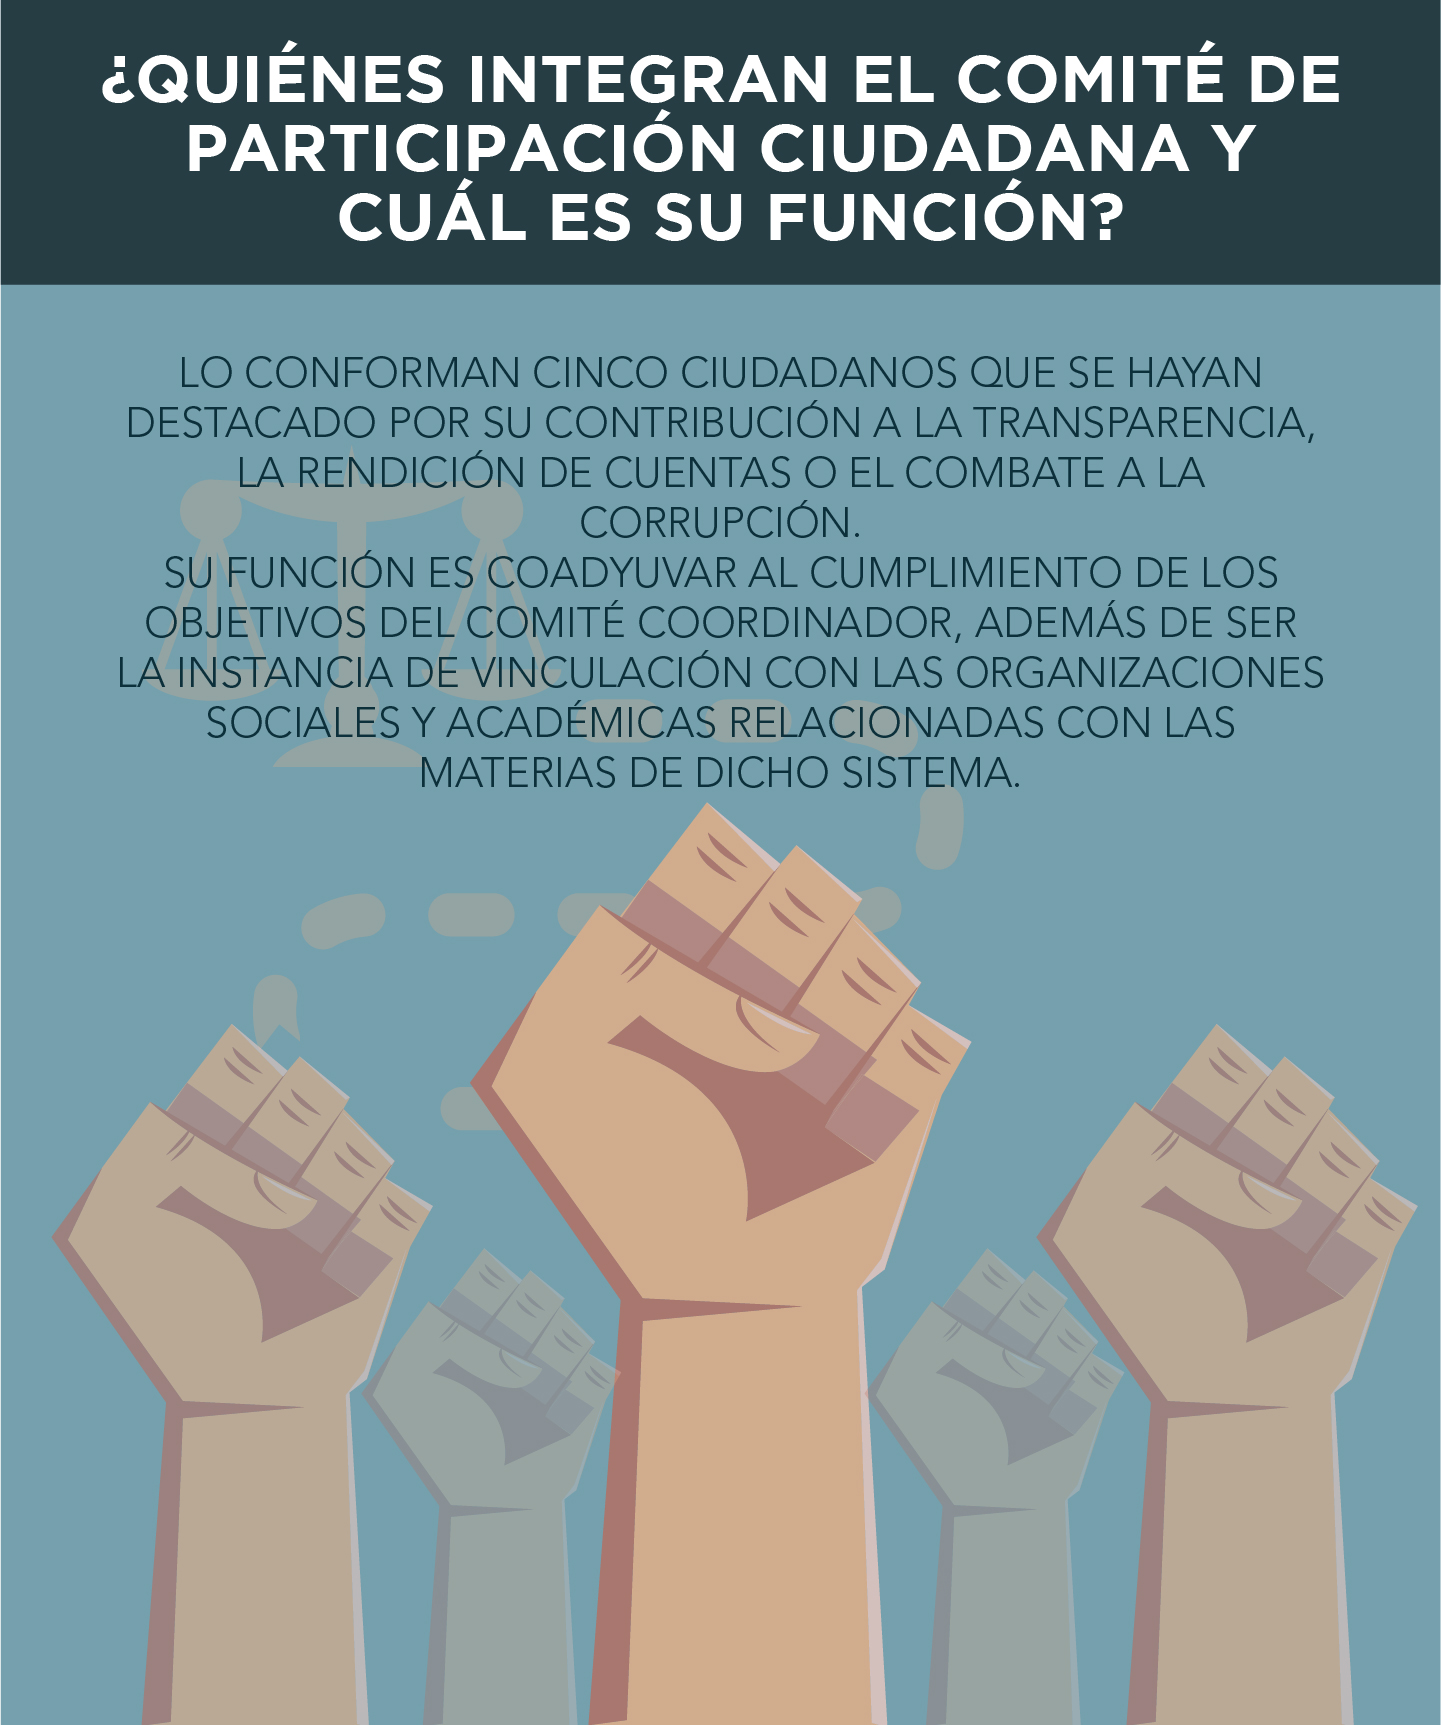 ¿QUIÉNES INTEGRAN EL COMITÉ DE
PARTICIPACIÓN CIUDADANA Y
CUÁL ES SU FUNCIÓN?
LO CONFORMAN CINCO CIUDADANOS QUE SE HAYAN
DESTACADO POR SU CONTRIBUCIÓN A LA TRANSPARENCIA,
LA RENDICIÓN DE CUENTAS O EL COMBATE A LA
CORRUPCIÓN.
SU FUNCIÓN ES COADYUVAR AL CUMPLIMIENTO DE LOS
OBJETIVOS DEL COMITÉ COORDINADOR, ADEMÁS DE SER
LA INSTANCIA DE VINCULACIÓN CON LAS ORGANIZACIONES
SOCIALES Y ACADÉMICAS RELACIONADAS CON LAS
MATERIAS DE DICHO SISTEMA.